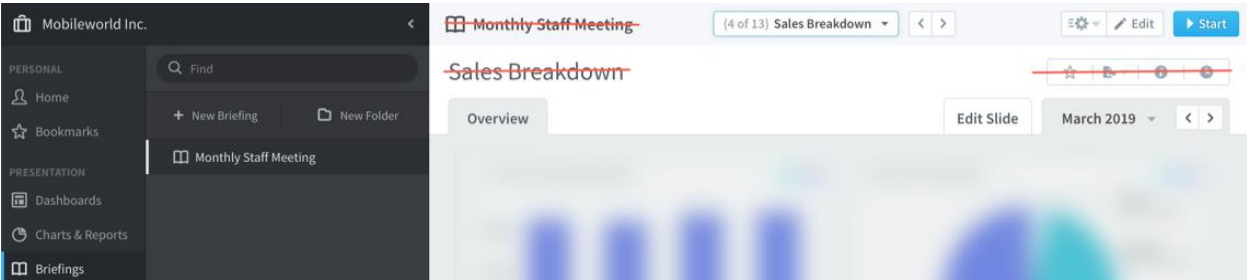 Mobileworld Inc.
PERSONAL
Home
Bookmarks
PRESENTATION
Dashboards
Charts & Reports
Briefings
Find
+ New Briefing
New Folder
Monthly Staff Meeting
Monthly Staff Meeting
(4 of 13) Sales Breakdown
Edit
Start
Sales Breakdown
Overview
Edit Slide
March 2019